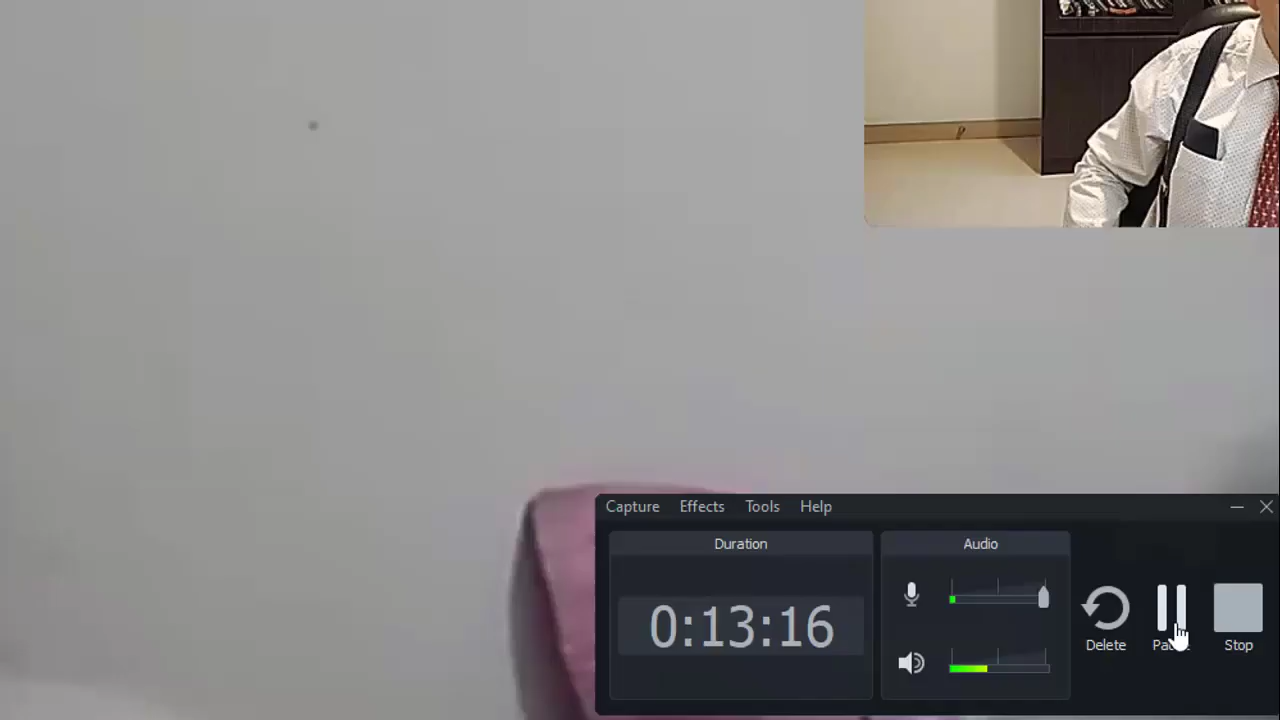 Capture Effects Tools Help
Duration
Audio
0:13:16
Delete
Stop